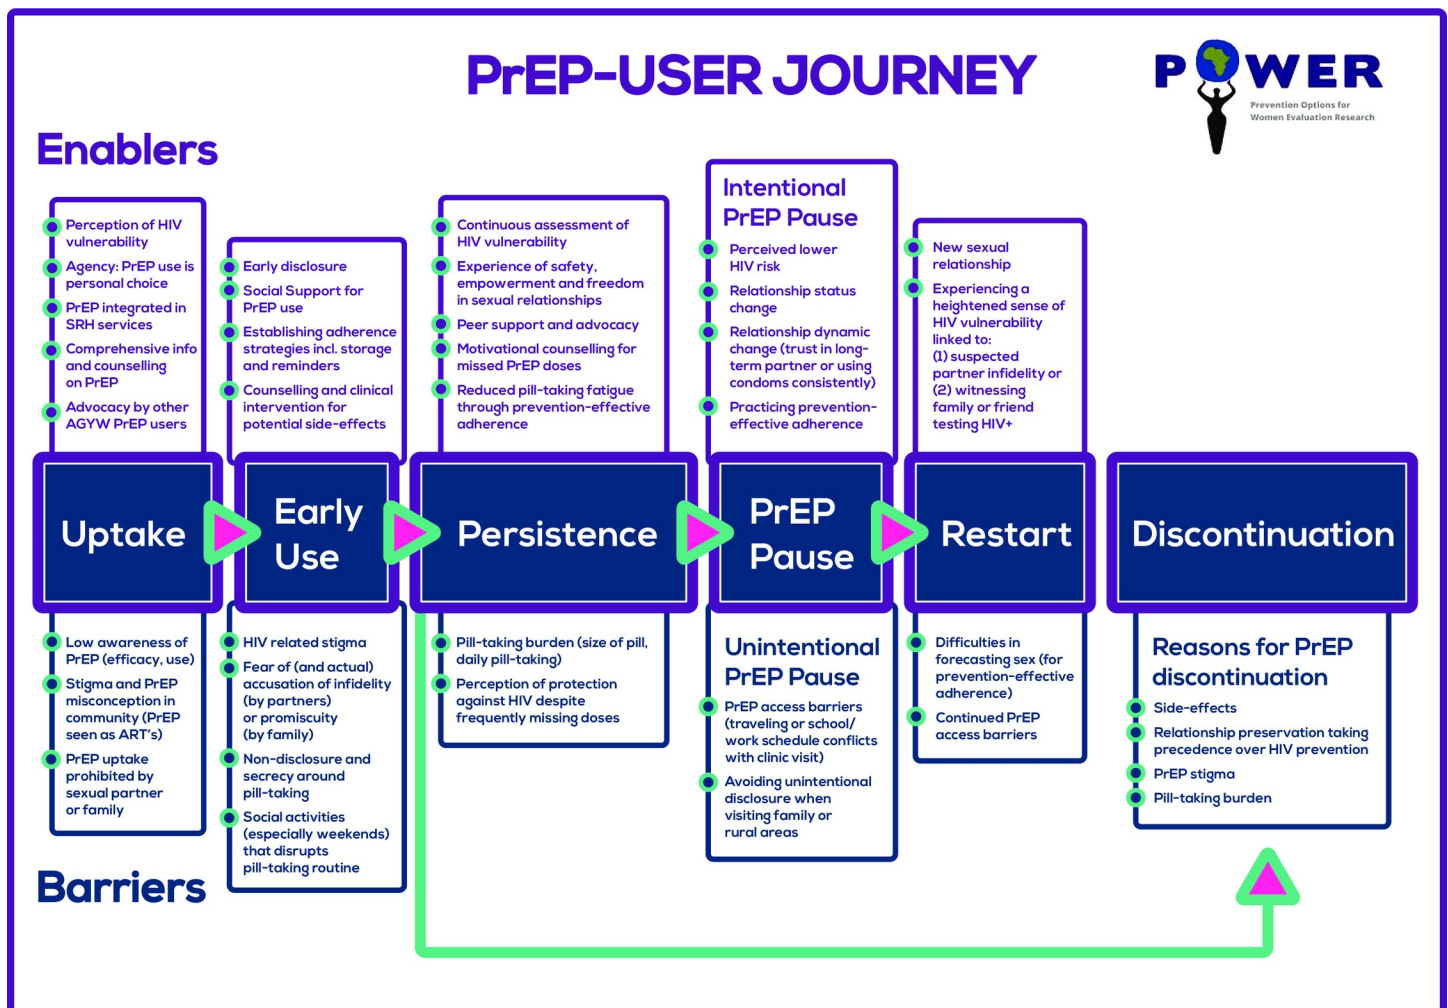 PrEP-USER JOURNEY
POWER
Prevention Options for
Women Evaluation Research
Enablers
Perception of HIV
vulnerability
Agency: PrEP use is
personal choice
PrEP integrated in
SRH services
Comprehensive info
and counselling
on PrEP
Advocacy by other
AGYW PrEP users
Early disclosure
Social Support for
PrEP use
Establishing adherence
strategies incl. storage
and reminders
Counselling and clinical
intervention for
potential side-effects
Continuous assessment of
HIV vulnerability
Experience of safety,
empowerment and freedom
in sexual relationships
Peer support and advocacy
Motivational counselling for
missed PrEP doses
Reduced pill-taking fatigue
through prevention-effective
adherence
Intentional
PrEP Pause
Perceived lower
HIV risk
Relationship status
change
Relationship dynamic
change (trust in long-
term partner or using
condoms consistently)
Practicing prevention-
effective adherence
New sexual
relationship
Experiencing a
heightened sense of
HIV vulnerability
linked to:
(1) suspected
partner infidelity or
(2) witnessing
family or friend
testing HIV+
Uptake
Early
Use
Persistence
PrEP
Pause
Restart
Discontinuation
Low awareness of
PrEP (efficacy, use)
Stigma and PrEP
misconception in
community (PrEP
seen as ART's)
PrEP uptake
prohibited by
sexual partner
or family
HIV related stigma
Fear of (and actual)
accusation of infidelity
(by partners)
or promiscuity
(by family)
Non-disclosure and
secrecy around
pill-taking
Social activities
(especially weekends)
that disrupts
pill-taking routine
Pill-taking burden (size of pill,
daily pill-taking)
Perception of protection
against HIV despite
frequently missing doses
Unintentional
PrEP Pause
PrEP access barriers
(traveling or school/
work schedule conflicts
with clinic visit)
Avoiding unintentional
disclosure when
visiting family or
rural areas
Difficulties in
forecasting sex (for
prevention-effective
adherence)
Continued PrEP
access barriers
Reasons for PrEP
discontinuation
Side-effects
Relationship preservation taking
precedence over HIV prevention
PrEP stigma
Pill-taking burden
Barriers